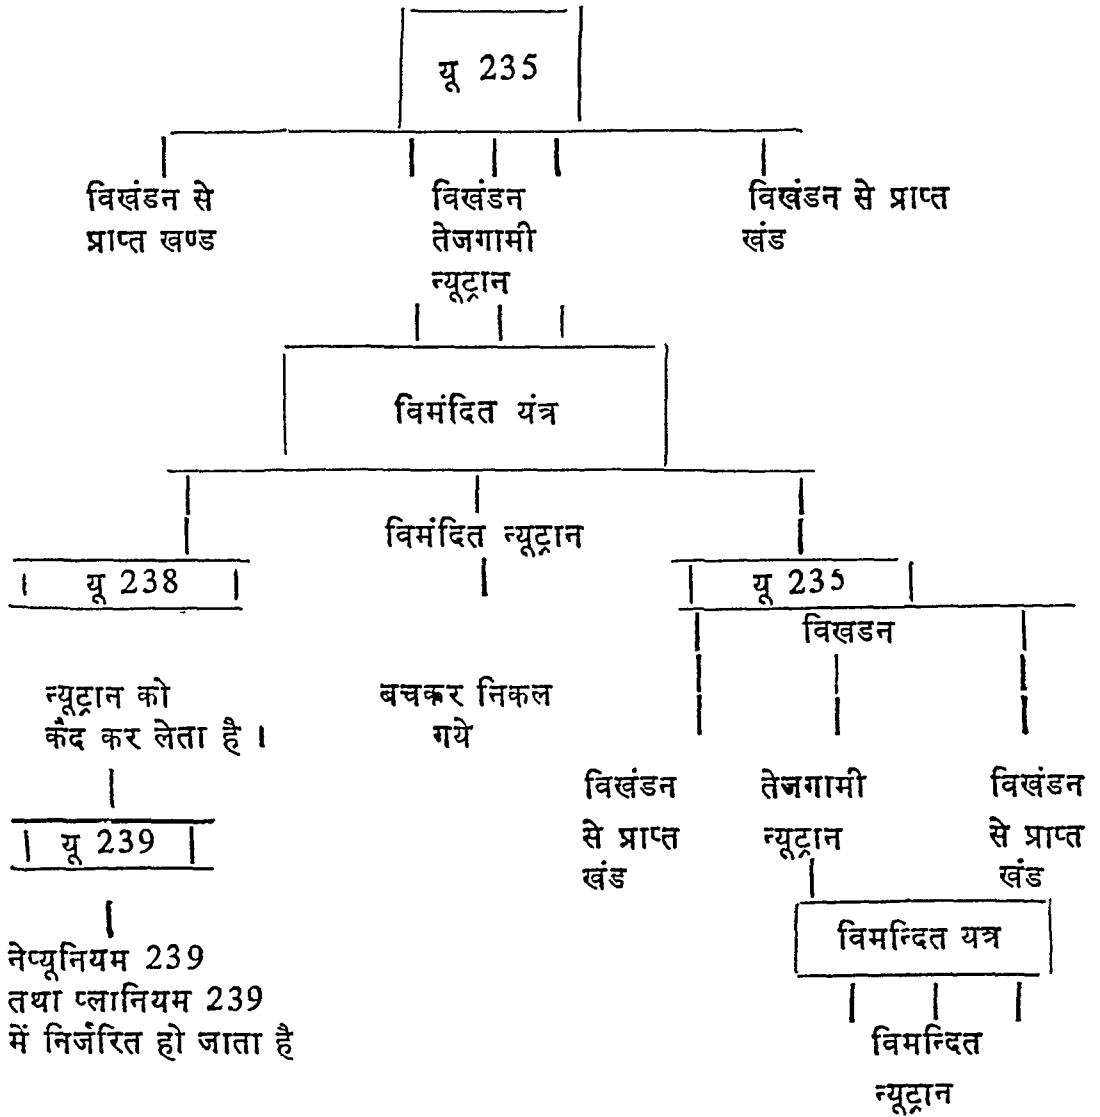 यू 235
विखंडन से
प्राप्त खण्ड
विखंडन
तेजगामी
न्यूट्रान
विखंडन से प्राप्त
खंड
विमंदित यंत्र
विमंदित न्यूट्रान
यू 238
यू 235
विखडन
न्यूट्रान को
कैद कर लेता है ।
बचकर निकल
गये
यू 239
नेप्यूनियम 239
तथा प्लानियम 239
में निर्जरित हो जाता है
विखंडन
से प्राप्त
खंड
तेजगामी
न्यूट्रान
विखंडन
से प्राप्त
खंड
विमन्दित यत्र
विमन्दित
न्यूट्रान